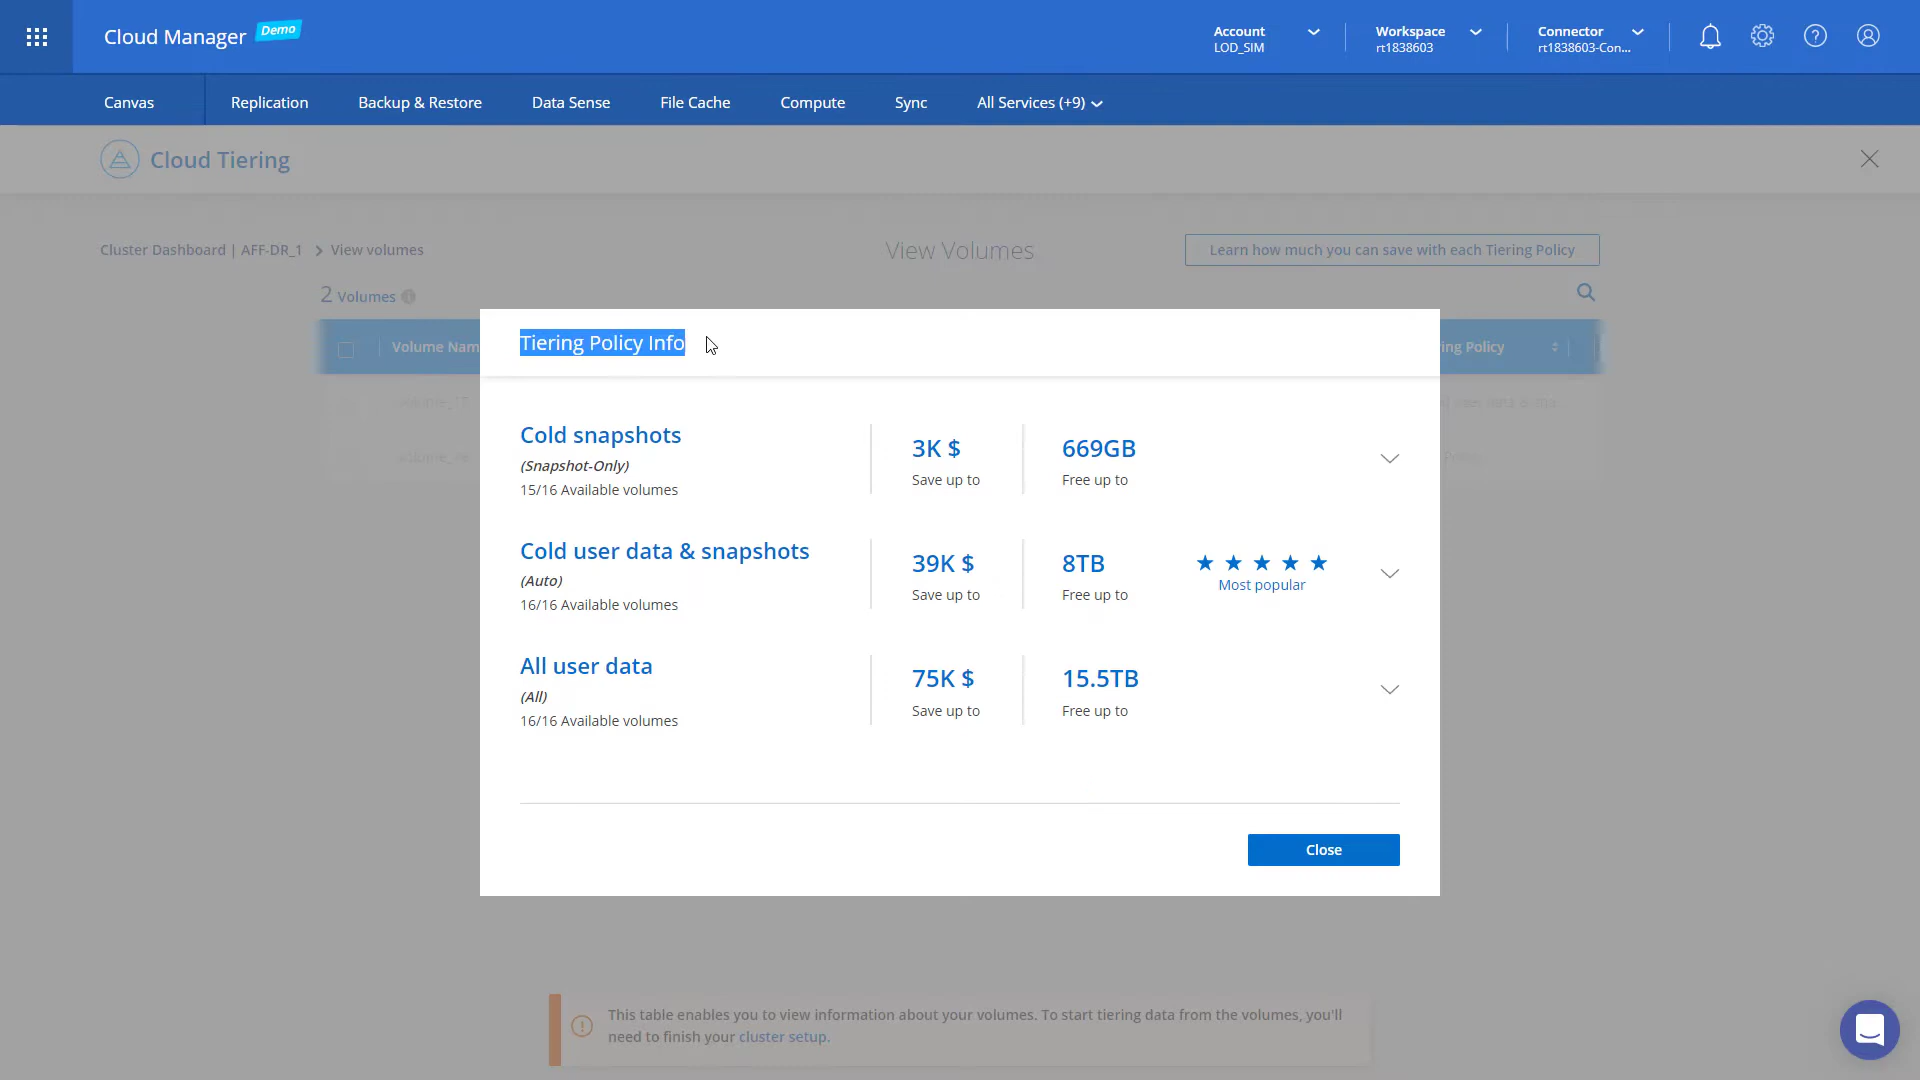 Cloud Manager
Demo
Account
LOD_SIM
Workspace
rt1838603
Connector
rt1838603-Con...
Canvas
Replication
Backup & Restore
Data Sense
File Cache
Compute
Sync
All Services (+9)
Cloud Tiering
Cluster Dashboard | AFF-DR_1
View volumes
View Volumes
Learn how much you can save with each Tiering Policy
2 Volumes
Volume Nam
ing Policy
Tiering Policy Info
Cold snapshots
(Snapshot-Only)
15/16 Available volumes
3K $
Save up to
669GB
Free up to
Cold user data & snapshots
(Auto)
16/16 Available volumes
39K $
Save up to
8TB
Free up to
Most popular
All user data
(All)
16/16 Available volumes
75K $
Save up to
15.5TB
Free up to
Close
This table enables you to view information about your volumes. To start tiering data from the volumes, you'll
need to finish your cluster setup.